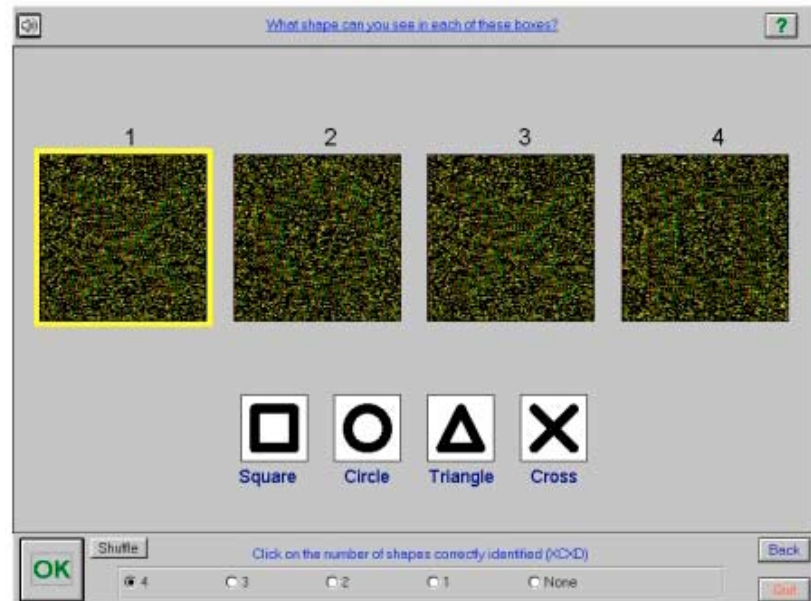 What shape can you see in each of these boxes?
?
1 2 3 4
Square Circle Triangle Cross
OK
Shuffle
Click on the number of shapes correctly identified (XCXD)
4 3 2 1 None
Back
Quit